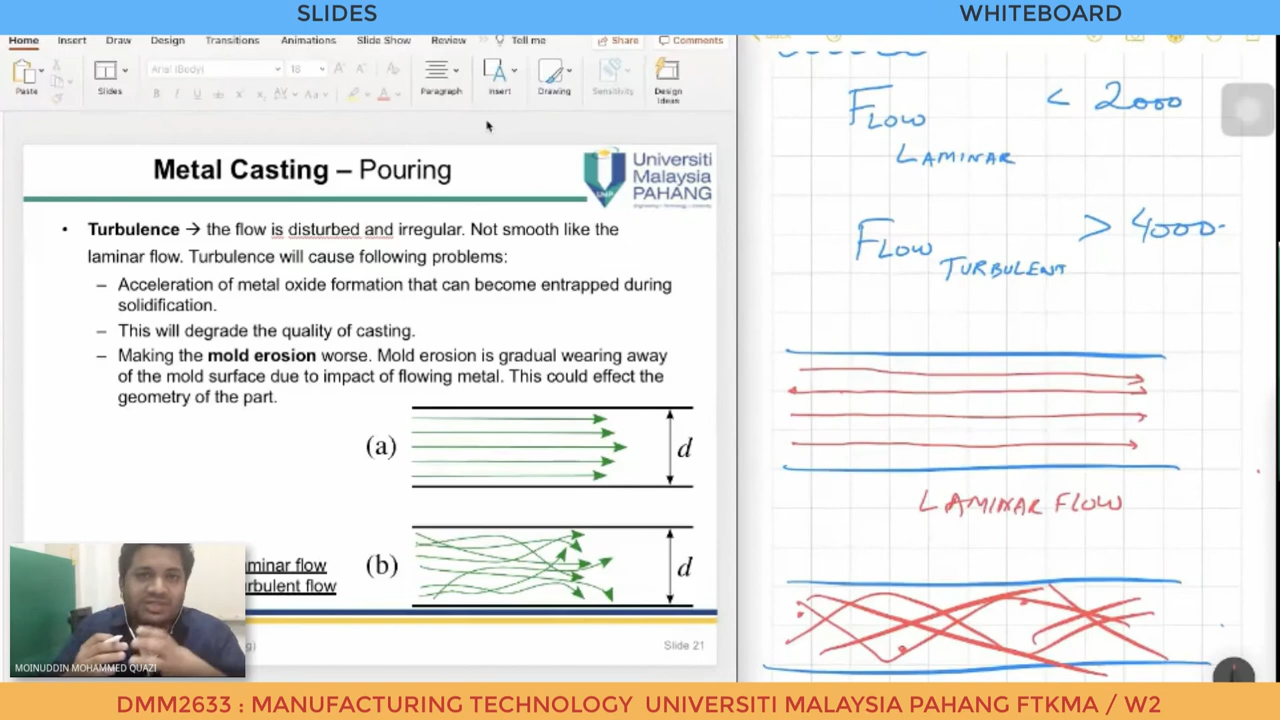 SLIDES
WHITEBOARD
Home Insert Draw Design Transitions Animations Slide Show Review Tell me Share Comments
Arial (Body) 18
Paste Slides Paragraph Insert Drawing Sensitivity Design Ideas
Metal Casting – Pouring
Universiti
Malaysia
PAHANG
• Turbulence → the flow is disturbed and irregular. Not smooth like the
laminar flow. Turbulence will cause following problems:
– Acceleration of metal oxide formation that can become entrapped during
solidification.
– This will degrade the quality of casting.
– Making the mold erosion worse. Mold erosion is gradual wearing away
of the mold surface due to impact of flowing metal. This could effect the
geometry of the part.
(a) d
(b) d
minar flow
rbulent flow
Slide 21
MOINUDDIN MOHAMMED QUAZI
FLOW LAMINAR < 2000
FLOW TURBULENT > 4000
LAMINAR FLOW
DMM2633 : MANUFACTURING TECHNOLOGY UNIVERSITI MALAYSIA PAHANG FTKMA / W2